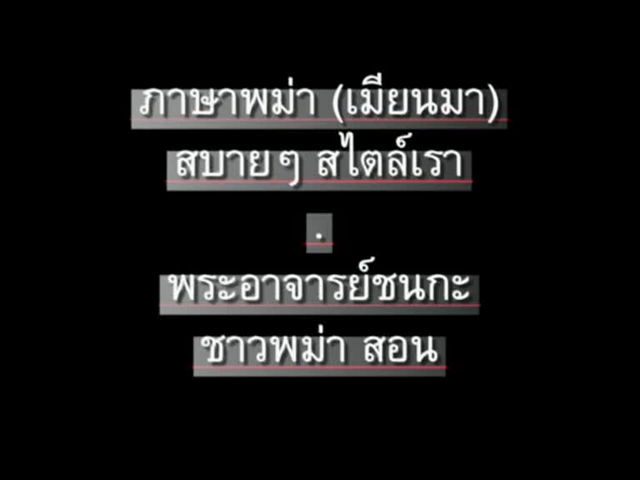 ภาษาพม่า (เมียนมา)
สบายๆ สไตล์เรา
.
พระอาจารย์ชนกะ
ชาวพม่า สอน